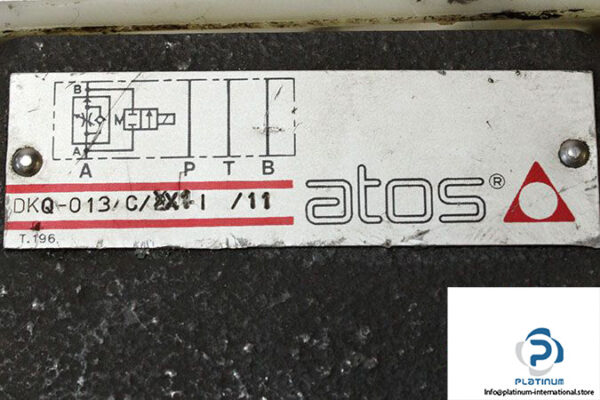 B
M
A
A P T B
DKQ-013/C/ -I /11
atos®
T.196.
PLATINUM
Info@platinum-international.store